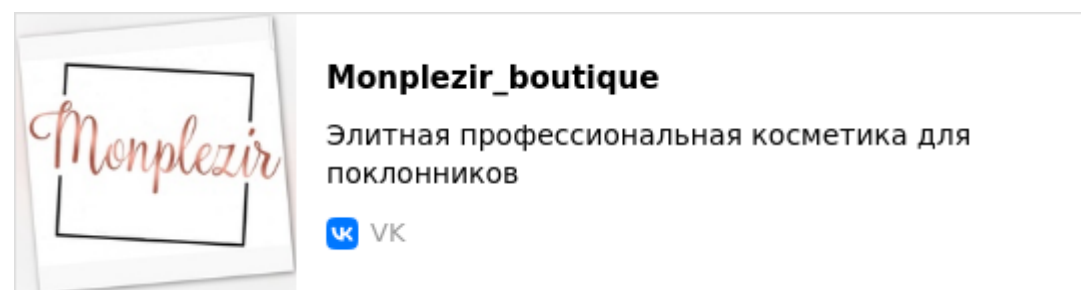 Monplezir
Monplezir_boutique
Элитная профессиональная косметика для
поклонников
VK